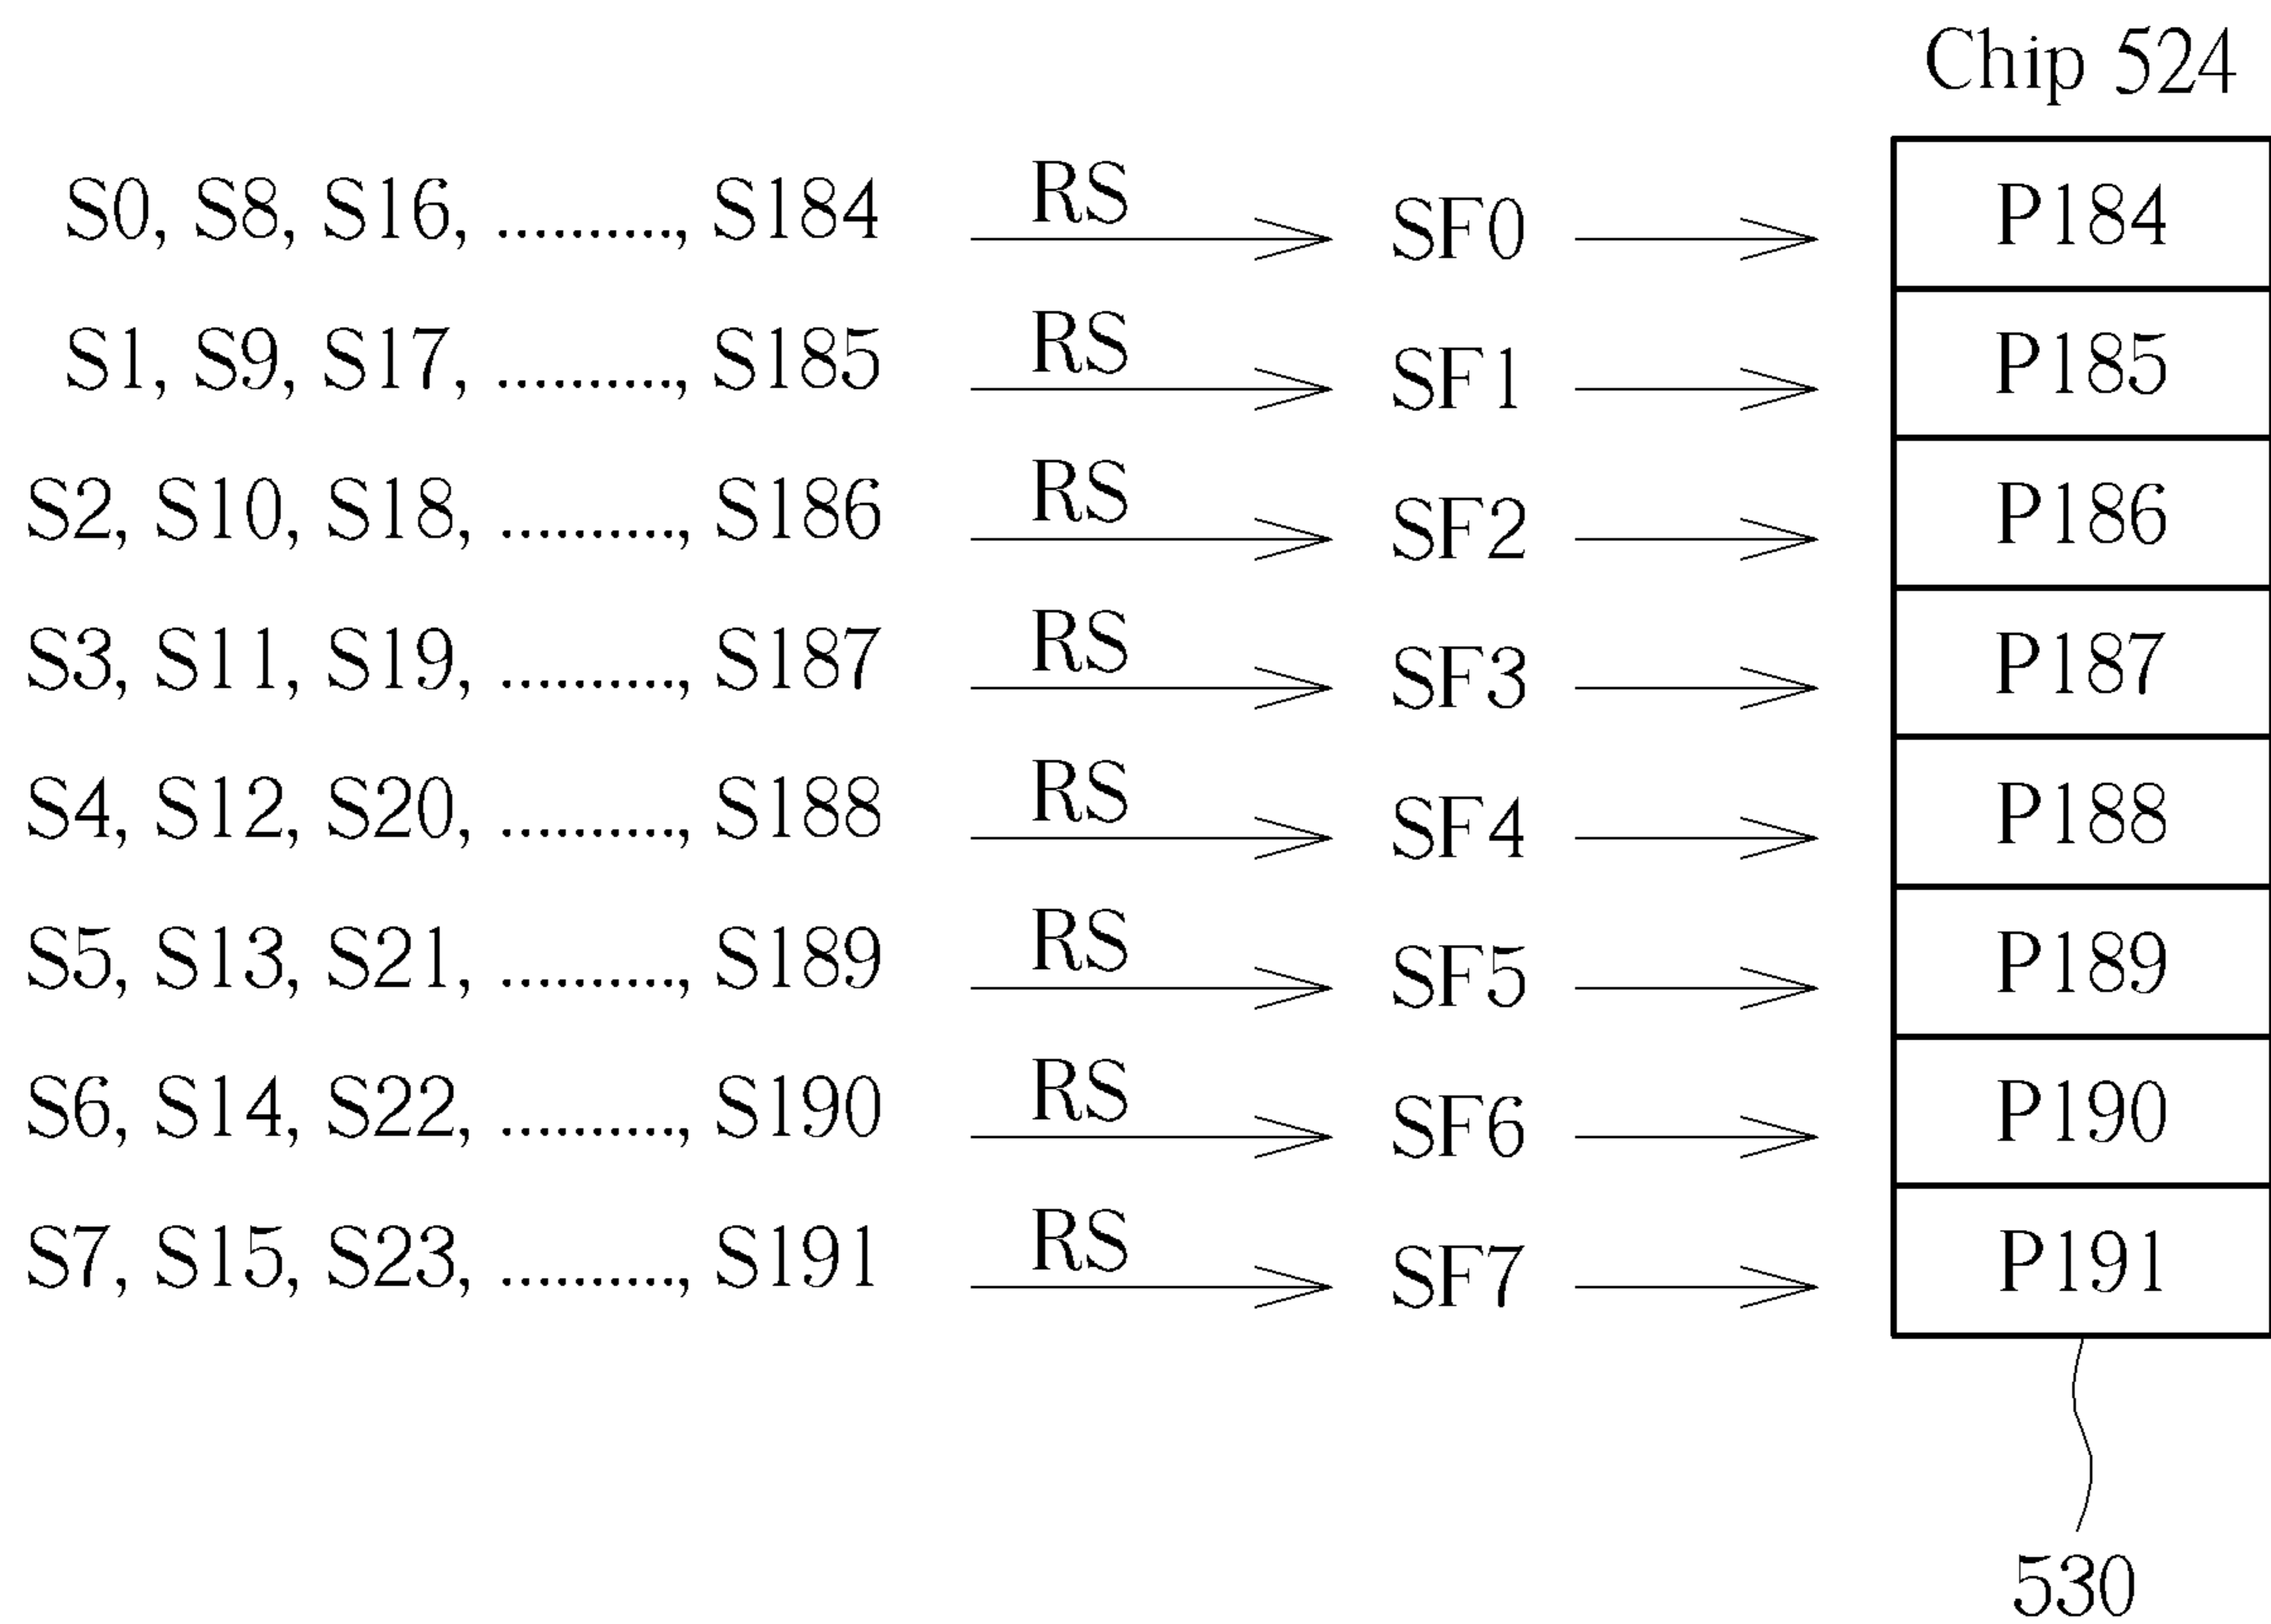 Chip 524
S0, S8, S16, .........., S184 RS SF0 P184
S1, S9, S17, .........., S185 RS SF1 P185
S2, S10, S18, .........., S186 RS SF2 P186
S3, S11, S19, .........., S187 RS SF3 P187
S4, S12, S20, .........., S188 RS SF4 P188
S5, S13, S21, .........., S189 RS SF5 P189
S6, S14, S22, .........., S190 RS SF6 P190
S7, S15, S23, .........., S191 RS SF7 P191
530